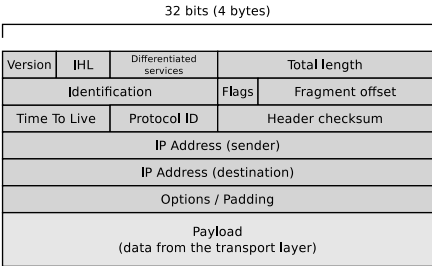 32 bits (4 bytes)
Version IHL Differentiated services Total length
Identification Flags Fragment offset
Time To Live Protocol ID Header checksum
IP Address (sender)
IP Address (destination)
Options / Padding
Payload
(data from the transport layer)